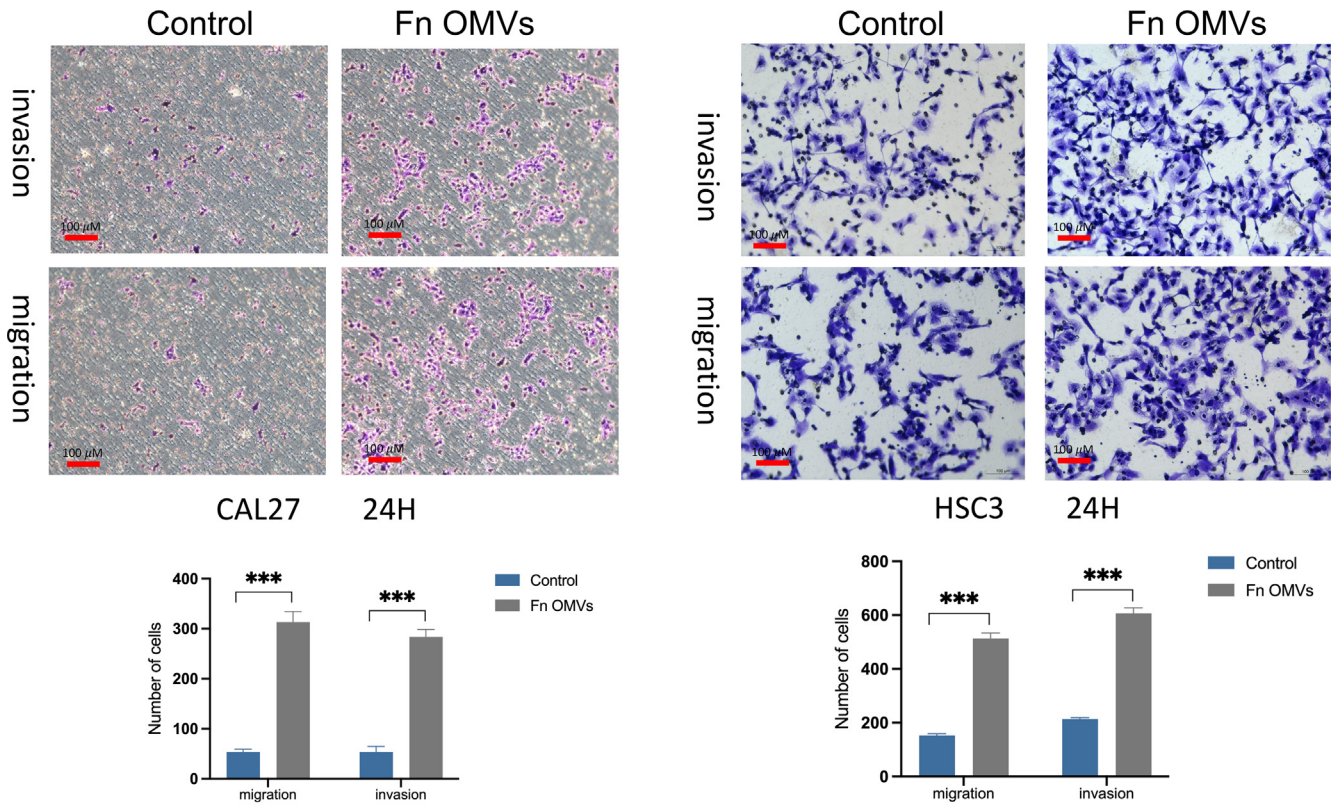 Control Fn OMVs
invasion
100 μM
100 μM
migration
100 μM
100 μM
CAL27 24H
400
300
200
100
0
Number of cells
***
***
migration invasion
Control
Fn OMVs
Control Fn OMVs
invasion
100 μM
100 μM
migration
100 μM
100 μM
HSC3 24H
800
600
400
200
0
Number of cells
***
***
migration invasion
Control
Fn OMVs